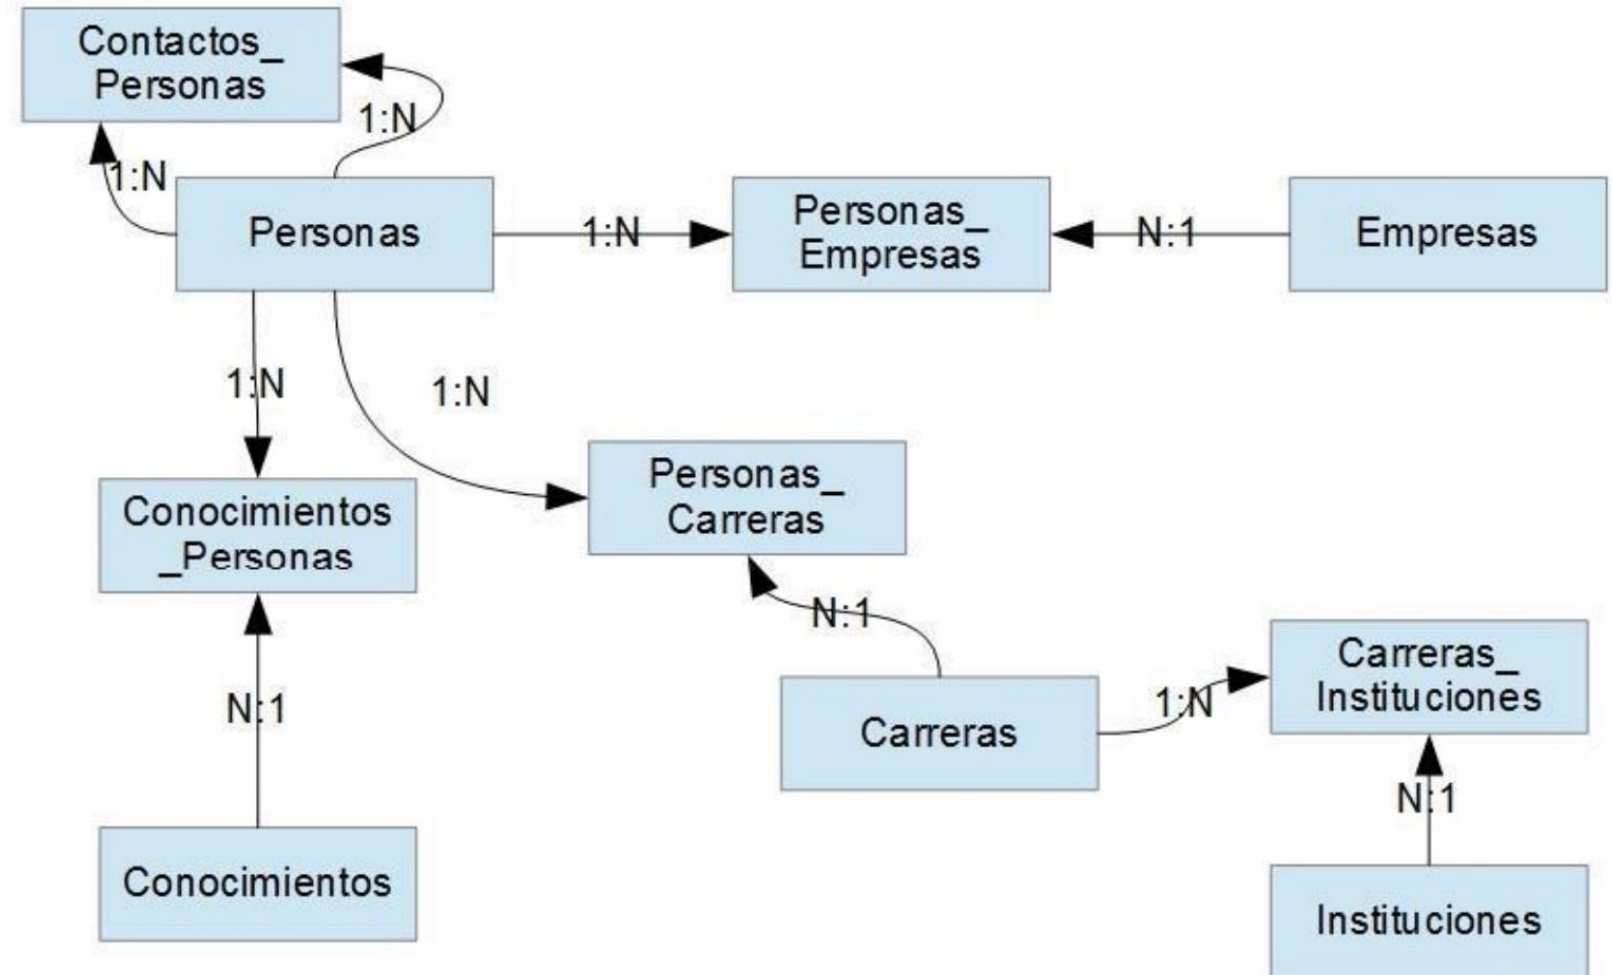 Contactos_
Personas
1:N
1:N
Personas
1:N
Personas_
Empresas
N:1
Empresas
1:N
1:N
Personas_
Carreras
Conocimientos
_Personas
N:1
Carreras_
Instituciones
N:1
1:N
Carreras
N:1
Conocimientos
Instituciones